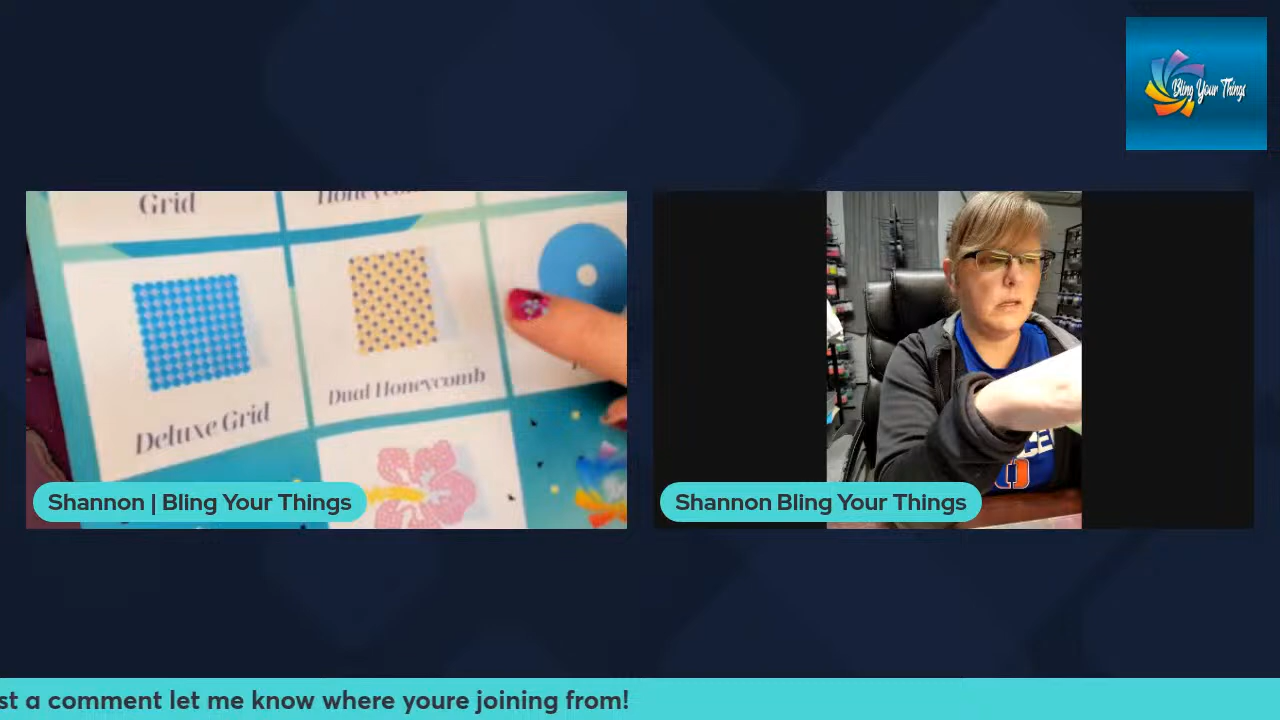 Bling Your Things
Grid
Honeycomb
Deluxe Grid
Dual Honeycomb
Shannon | Bling Your Things
Shannon Bling Your Things
st a comment let me know where youre joining from!